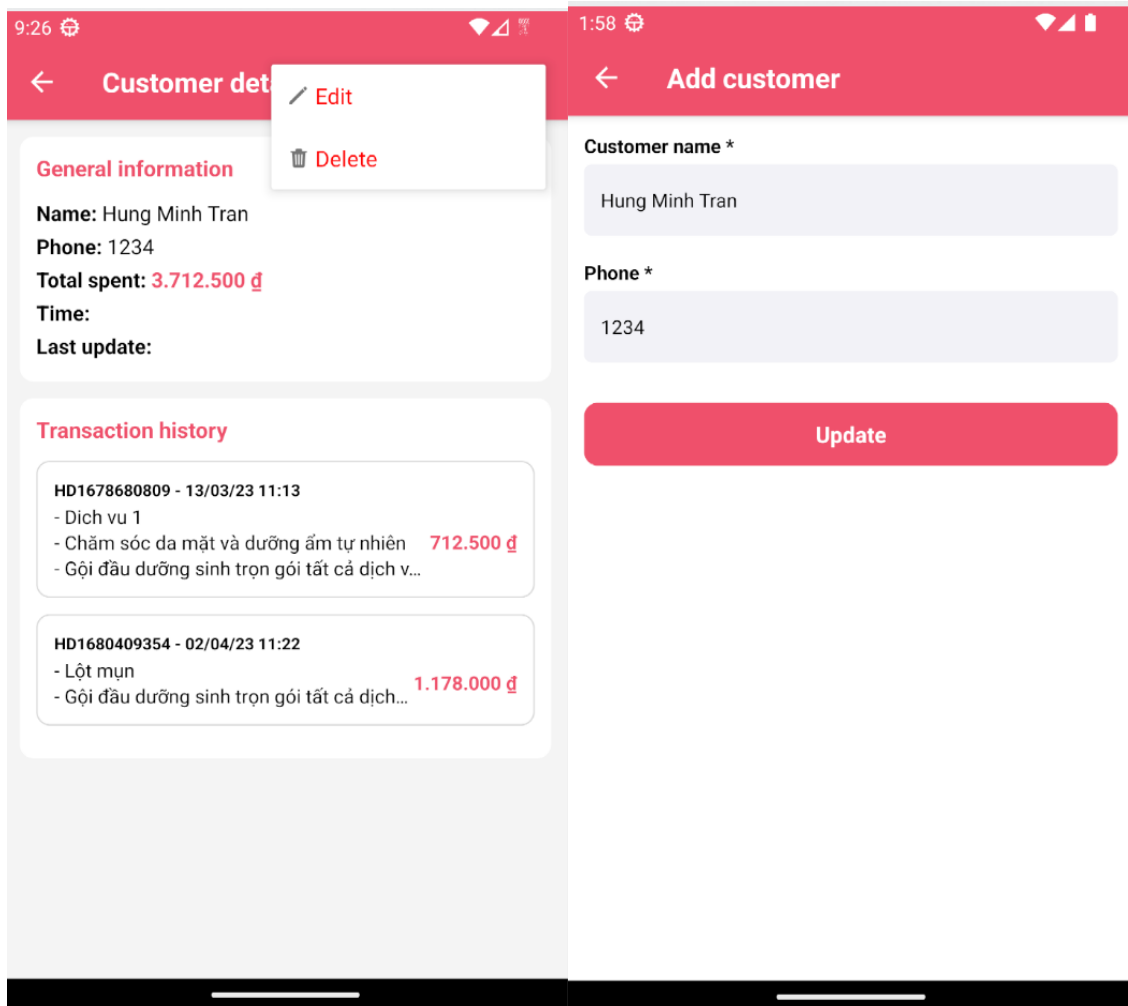 9:26
Customer deta
Edit
Delete
General information
Name: Hung Minh Tran
Phone: 1234
Total spent: 3.712.500 ₫
Time:
Last update:
Transaction history
HD1678680809 - 13/03/23 11:13
- Dich vu 1
- Chăm sóc da mặt và dưỡng ẩm tự nhiên 712.500 ₫
- Gội đầu dưỡng sinh trọn gói tất cả dịch v...
HD1680409354 - 02/04/23 11:22
- Lột mụn
- Gội đầu dưỡng sinh trọn gói tất cả dịch...
1.178.000 ₫
1:58
Add customer
Customer name *
Hung Minh Tran
Phone *
1234
Update